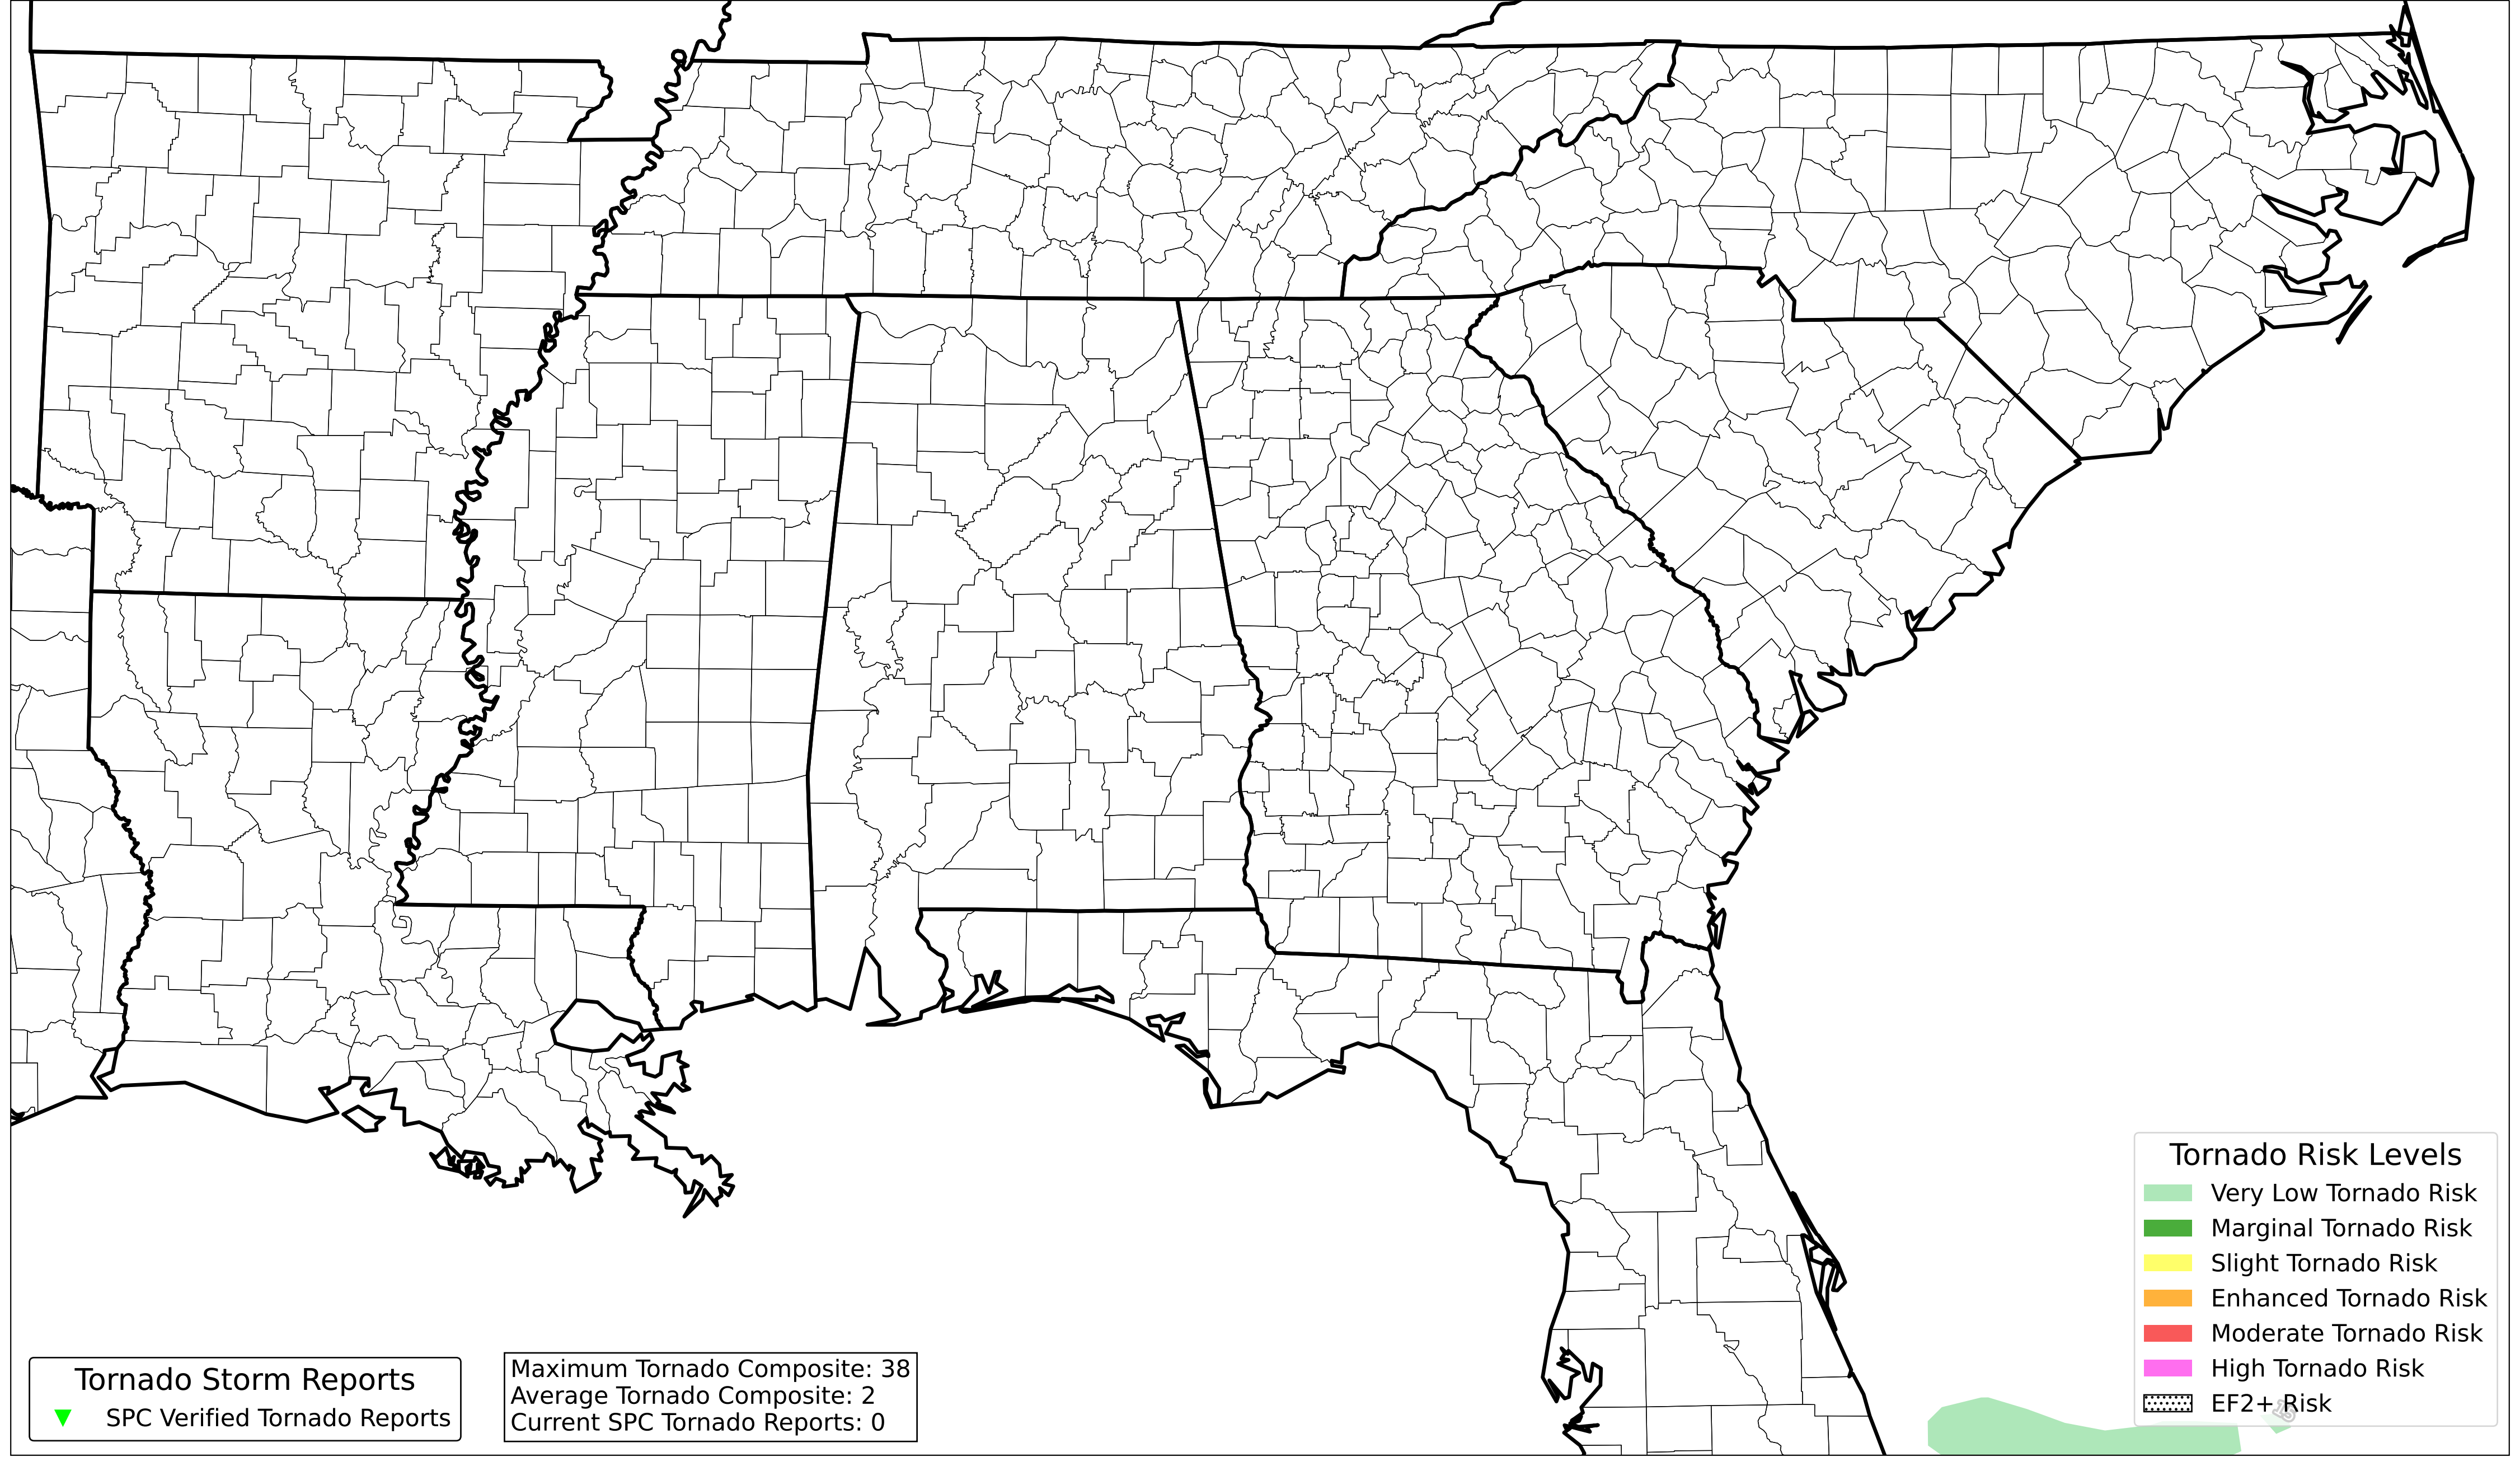 Tornado Risk Levels
Very Low Tornado Risk
Marginal Tornado Risk
Slight Tornado Risk
Enhanced Tornado Risk
Moderate Tornado Risk
High Tornado Risk
EF2+ Risk
Tornado Storm Reports
SPC Verified Tornado Reports
Maximum Tornado Composite: 38
Average Tornado Composite: 2
Current SPC Tornado Reports: 0